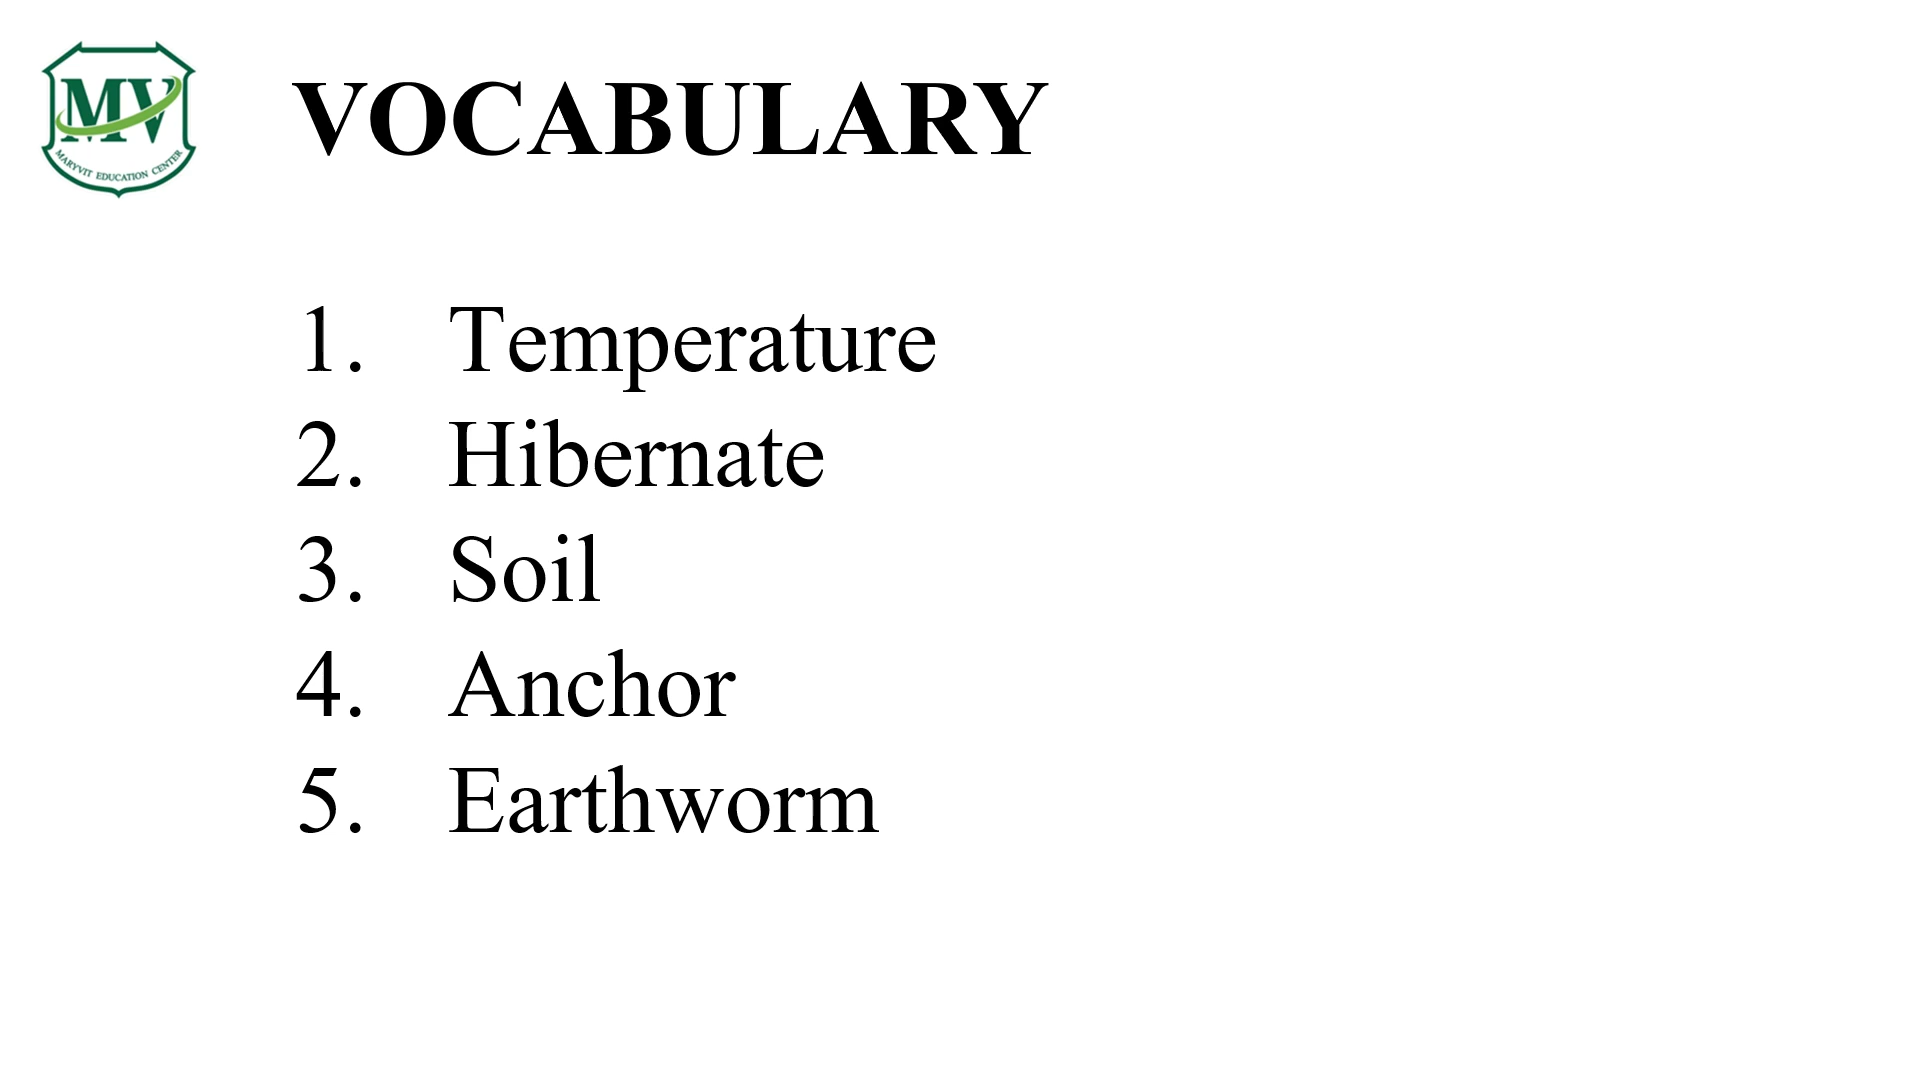 MV
MARYVIT EDUCATION CENTER
VOCABULARY
1. Temperature
2. Hibernate
3. Soil
4. Anchor
5. Earthworm